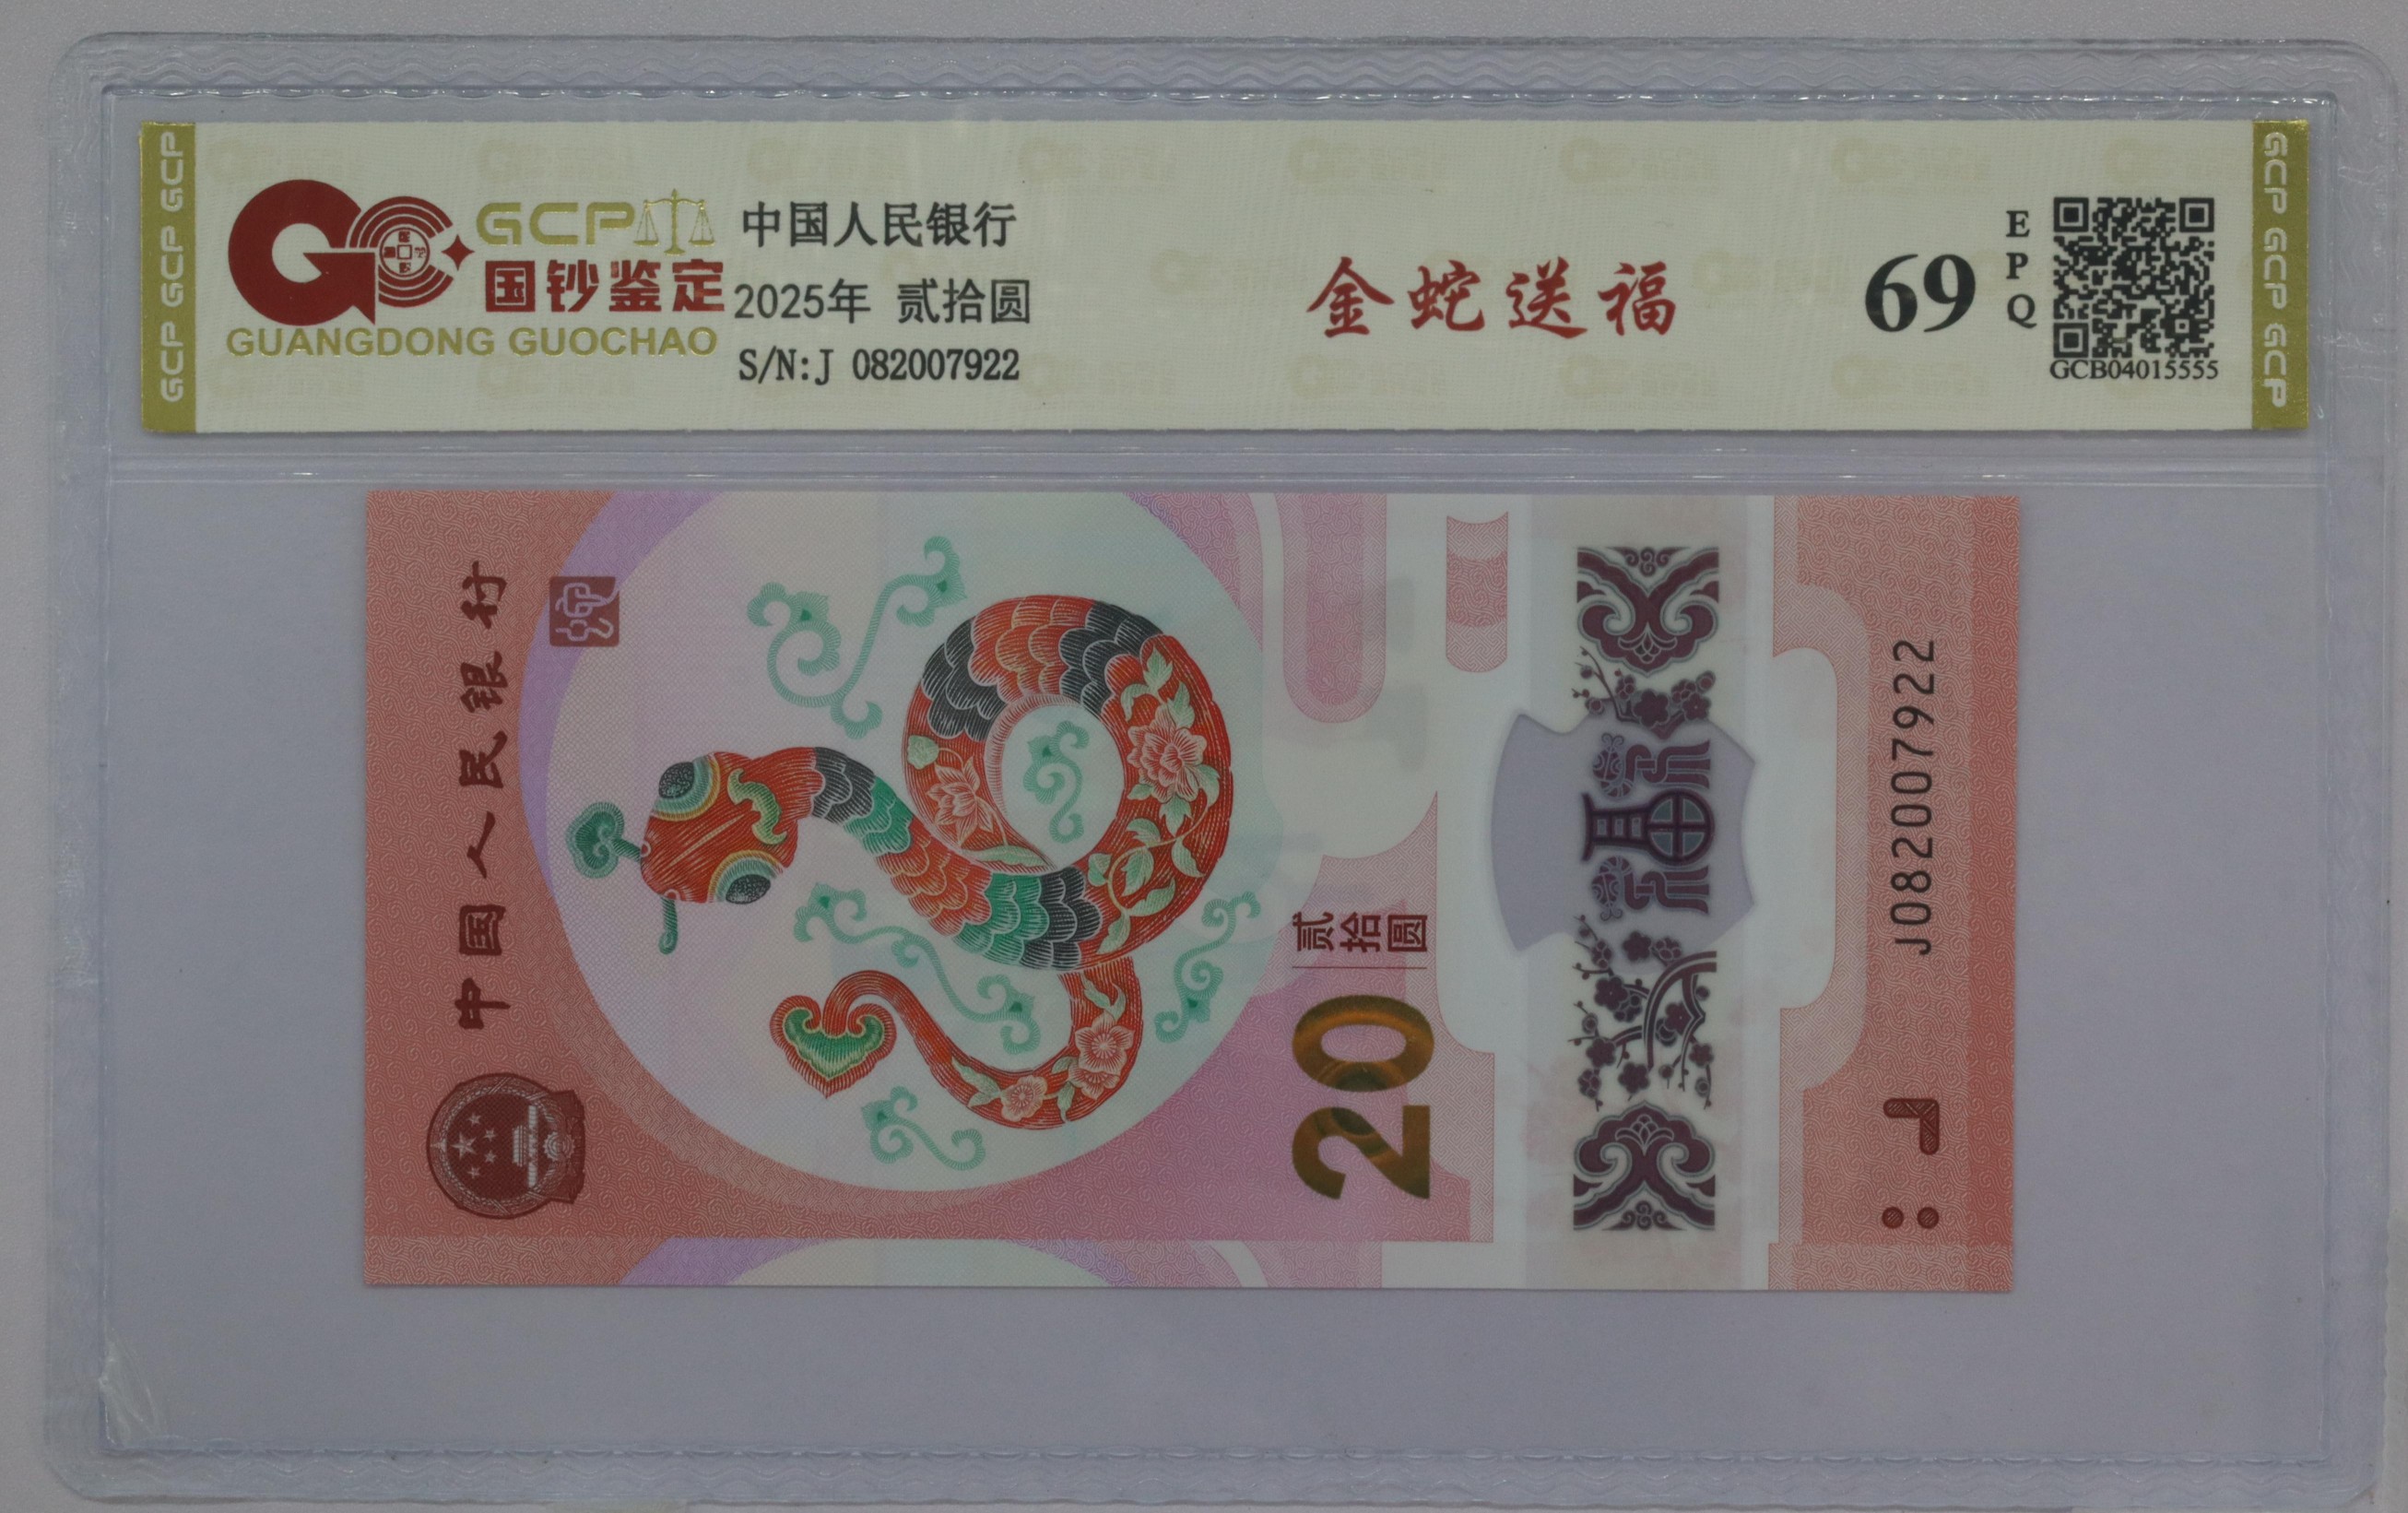 GCP GCP GCP
GCP
国钞鉴定
GUANGDONG GUOCHAO
中国人民银行
2025年 贰拾圆
S/N:J 082007922
金蛇送福
69
EPQ
GCB04015555
GCP GCP GCP
中国人民银行
20
贰拾圆
福
J082007922